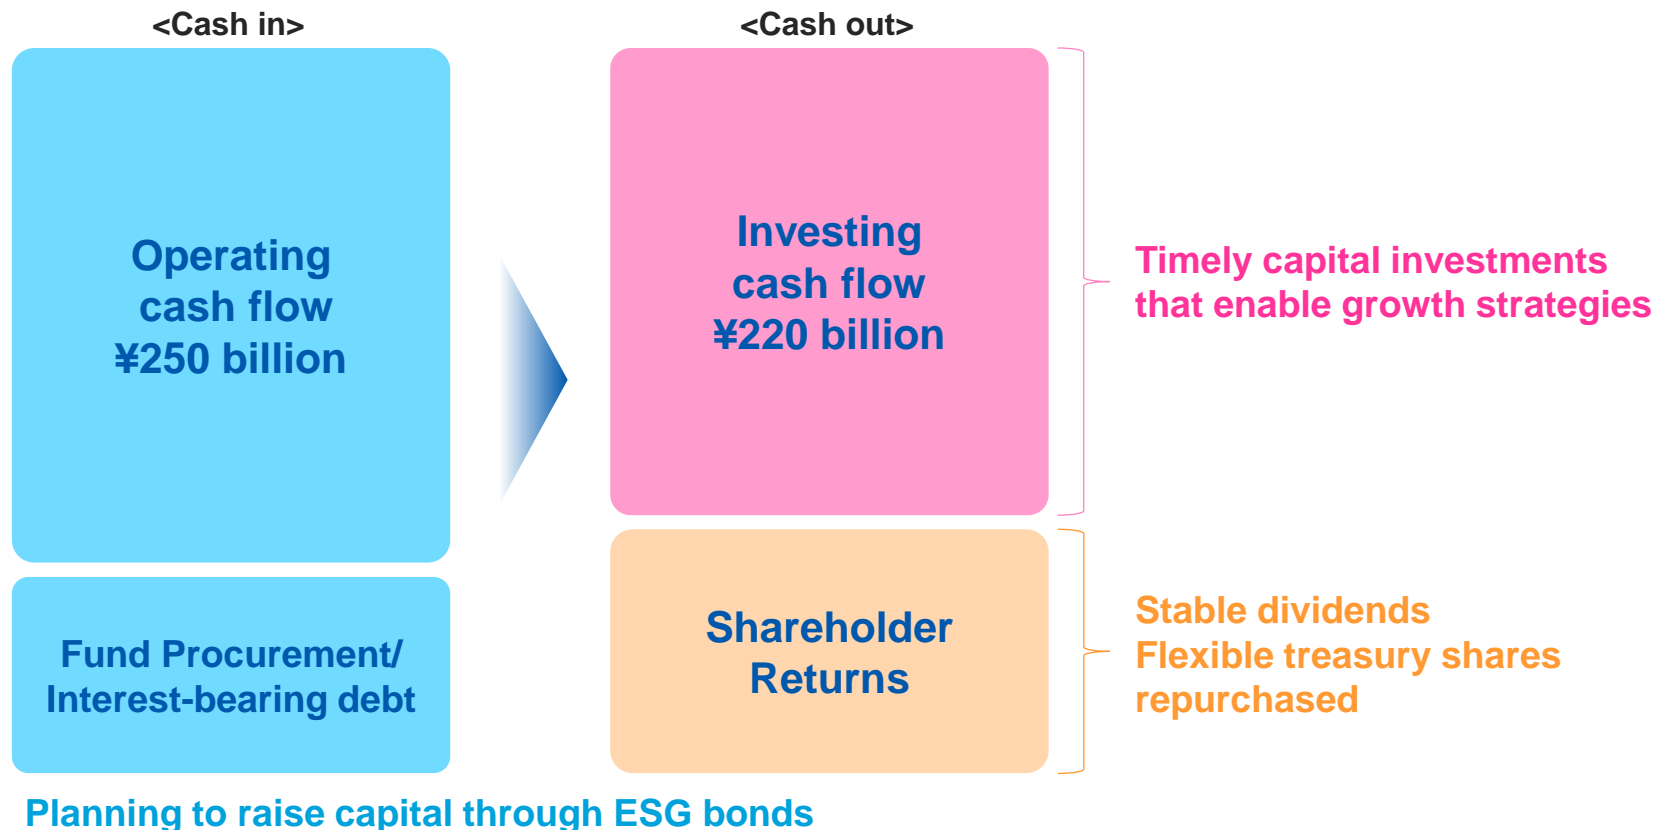 <Cash in>
<Cash out>
Operating
cash flow
¥250 billion
Fund Procurement/
Interest-bearing debt
Investing
cash flow
¥220 billion
Shareholder
Returns
Timely capital investments
that enable growth strategies
Stable dividends
Flexible treasury shares
repurchased
Planning to raise capital through ESG bonds